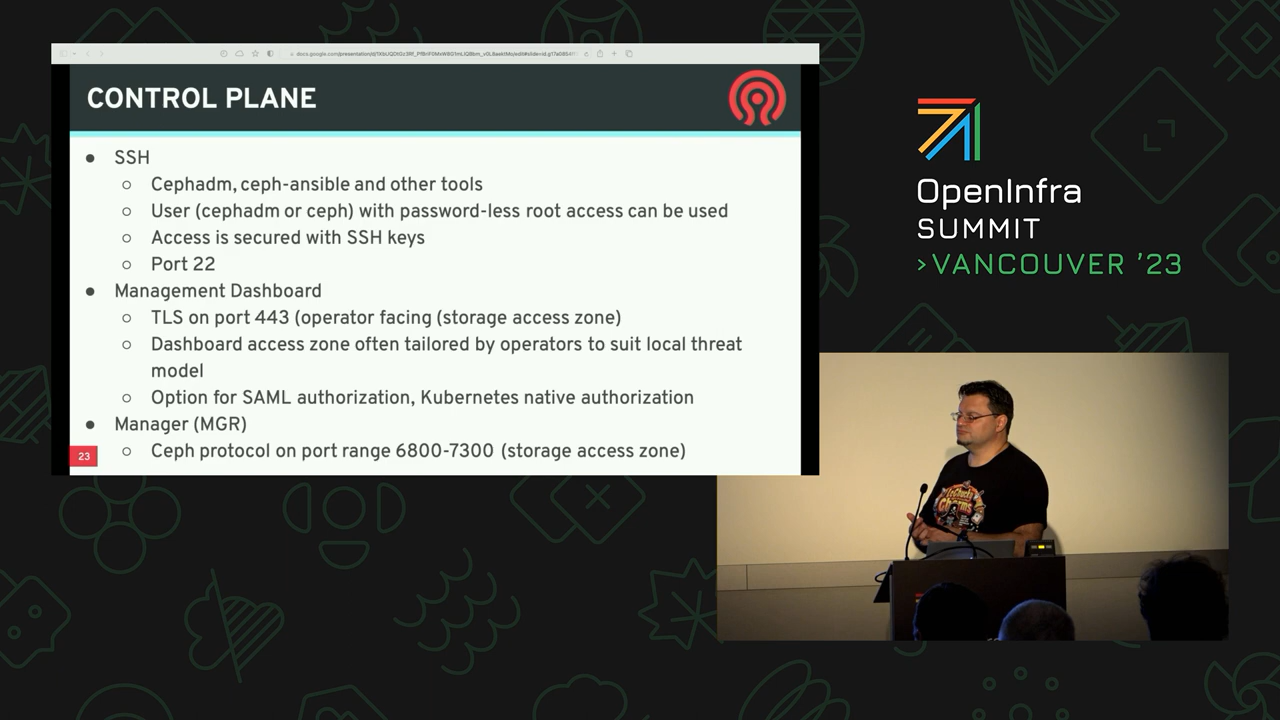 CONTROL PLANE
● SSH
○ Cephadm, ceph-ansible and other tools
○ User (cephadm or ceph) with password-less root access can be used
○ Access is secured with SSH keys
○ Port 22
● Management Dashboard
○ TLS on port 443 (operator facing (storage access zone)
○ Dashboard access zone often tailored by operators to suit local threat
model
○ Option for SAML authorization, Kubernetes native authorization
● Manager (MGR)
○ Ceph protocol on port range 6800-7300 (storage access zone)
23
OpenInfra
SUMMIT
>VANCOUVER '23